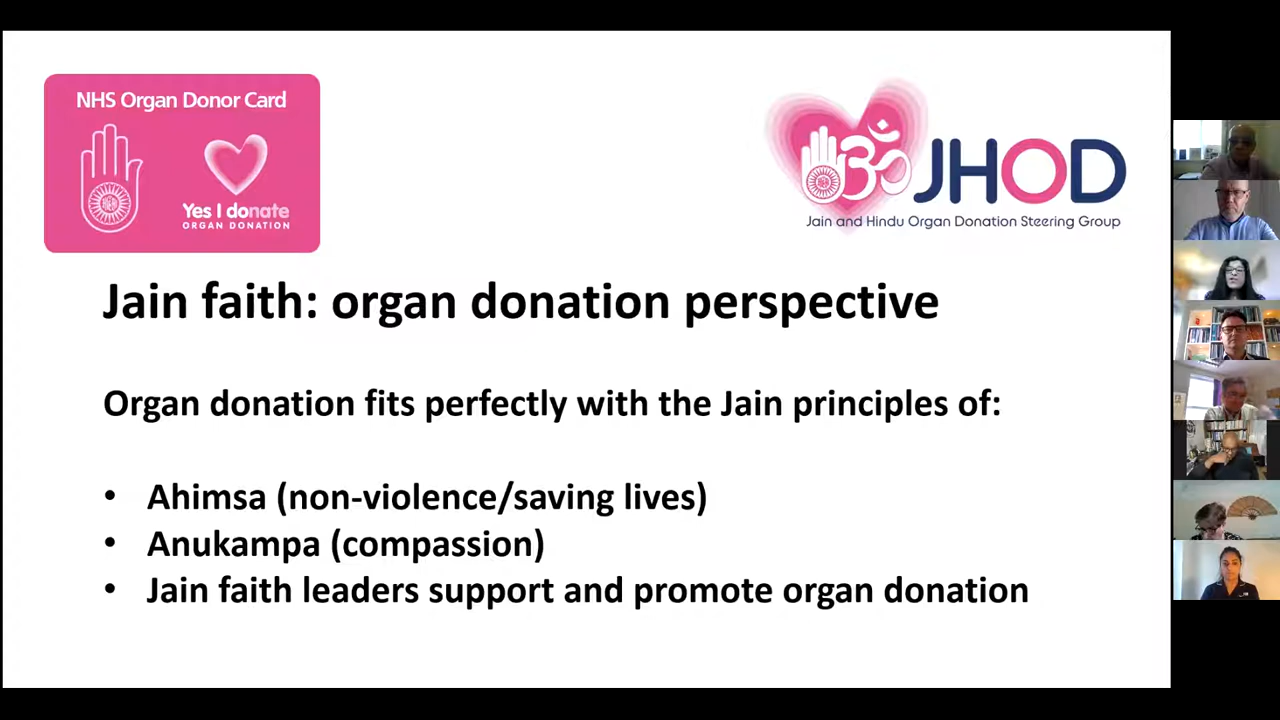 NHS Organ Donor Card
Yes I donate
ORGAN DONATION
ॐ JHOD
Jain and Hindu Organ Donation Steering Group
Jain faith: organ donation perspective
Organ donation fits perfectly with the Jain principles of:
• Ahimsa (non-violence/saving lives)
• Anukampa (compassion)
• Jain faith leaders support and promote organ donation